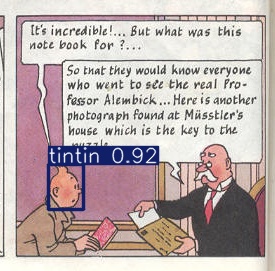 It's incredible!... But what was this
note book for ?...
So that they would know everyone
who went to see the real Pro-
fessor Alembick... Here is another
photograph found at Müsstler's
house which is the key to the
puzzle
tintin 0.92